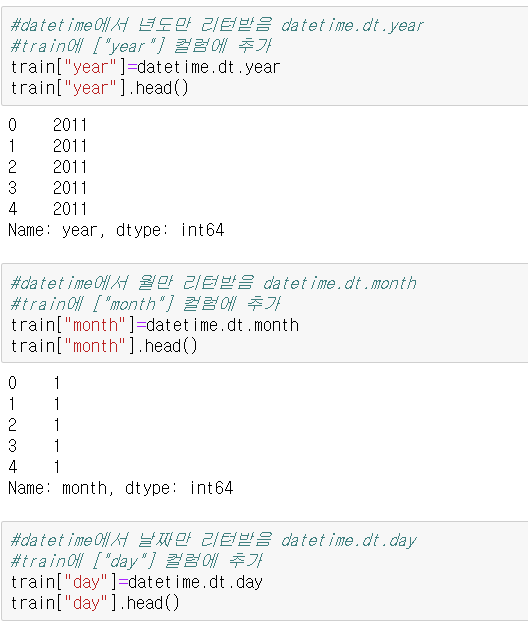 #datetime에서 년도만 리턴받음 datetime.dt.year
#train에 ["year"] 컬럼에 추가
train["year"]=datetime.dt.year
train["year"].head()
0    2011
1    2011
2    2011
3    2011
4    2011
Name: year, dtype: int64
#datetime에서 월만 리턴받음 datetime.dt.month
#train에 ["month"] 컬럼에 추가
train["month"]=datetime.dt.month
train["month"].head()
0    1
1    1
2    1
3    1
4    1
Name: month, dtype: int64
#datetime에서 날짜만 리턴받음 datetime.dt.day
#train에 ["day"] 컬럼에 추가
train["day"]=datetime.dt.day
train["day"].head()